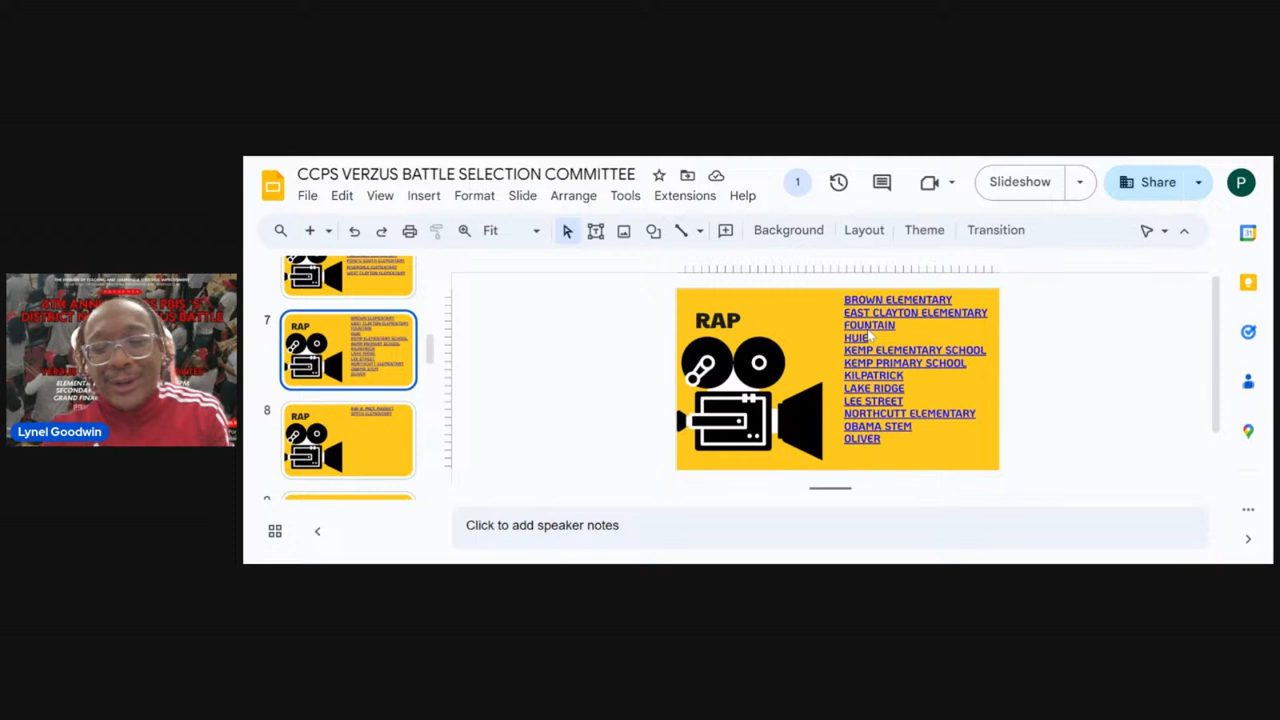 CCPS VERZUS BATTLE SELECTION COMMITTEE
File Edit View Insert Format Slide Arrange Tools Extensions Help
1
Slideshow
Share
P
Fit
Background Layout Theme Transition
7
RAP
8
RAP
RAP
BROWN ELEMENTARY
EAST CLAYTON ELEMENTARY
FOUNTAIN
HUIE
KEMP ELEMENTARY SCHOOL
KEMP PRIMARY SCHOOL
KILPATRICK
LAKE RIDGE
LEE STREET
NORTHCUTT ELEMENTARY
OBAMA STEM
OLIVER
Click to add speaker notes
Lynel Goodwin